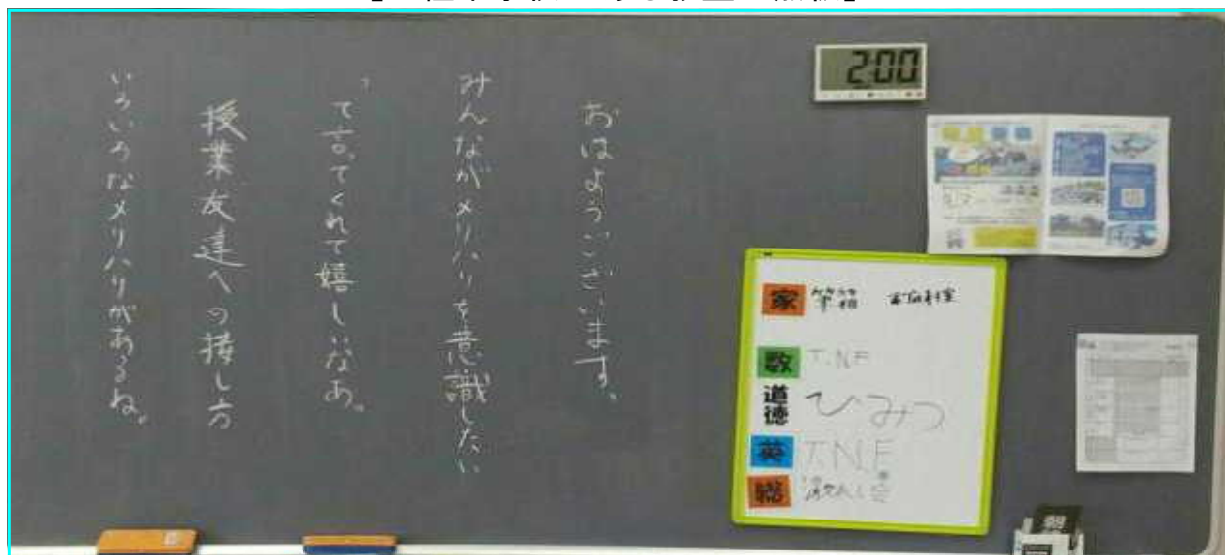 おはようございます。
みんながメリハリを意識したい
って言ってくれて嬉しいなあ。
授業友達への接し方
いろいろなメリハリがあるね。
2:00
家 筆箱
数 T.N.F
道徳 ひみつ
英 T.N.F
総
朝